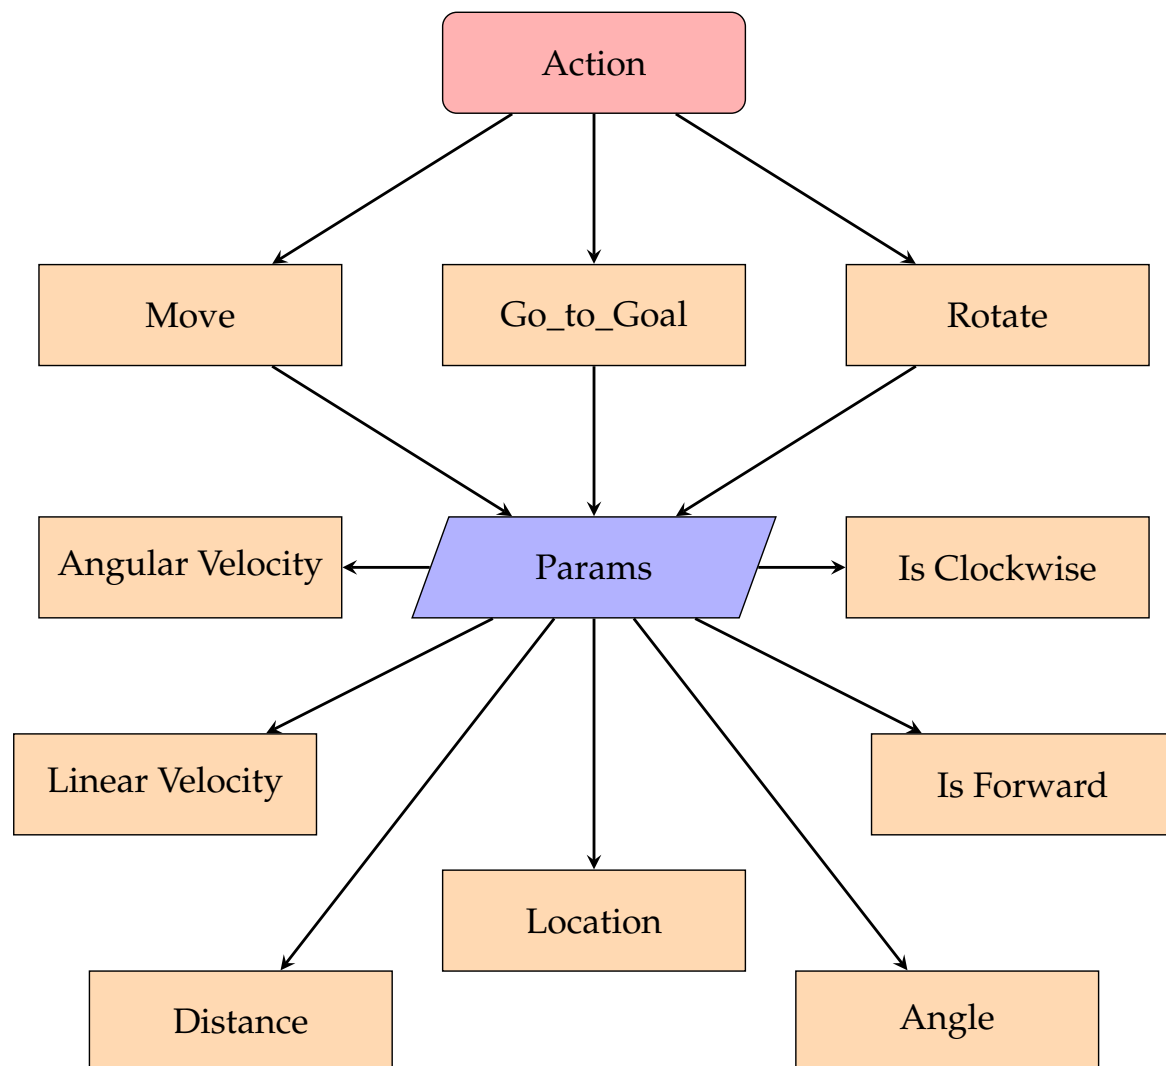 Action
Move
Go_to_Goal
Rotate
Angular Velocity
Params
Is Clockwise
Linear Velocity
Is Forward
Location
Distance
Angle